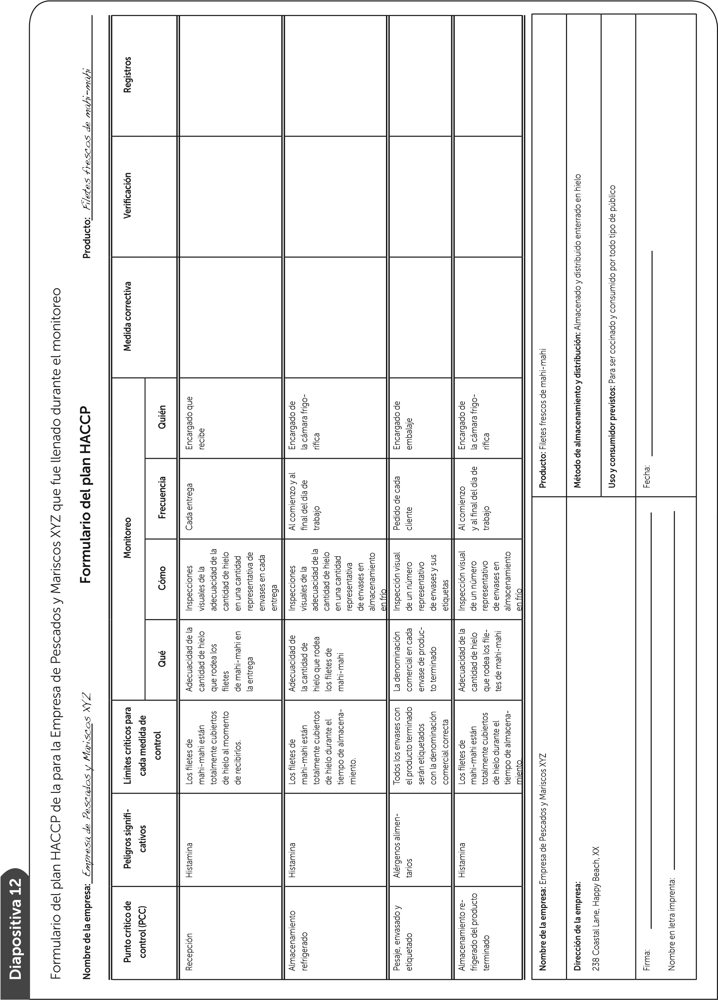 Diapositiva 12
Formulario del plan HACCP de la para la Empresa de Pescados y Mariscos XYZ que fue llenado durante el monitoreo
Formulario del plan HACCP
Nombre de la empresa: Empresa de Pescados y Mariscos XYZ
Producto: Filetes frescos de mahi-mahi
Punto crítico de
control (PCC)
Peligros signifi-
cativos
Límites críticos para
cada medida de
control
Monitoreo
Qué
Cómo
Frecuencia
Quién
Medida correctiva
Verificación
Registros
Recepción
Histamina
Los filetes de
mahi-mahi están
totalmente cubiertos
de hielo al momento
de recibirlos.
Adecuacidad de la
cantidad de hielo
que rodea los
filetes
de mahi-mahi en
la entrega
Inspecciones
visuales de la
adecuacidad de la
cantidad de hielo
en una cantidad
representativa de
envases en cada
entrega
Cada entrega
Encargado que
recibe
Almacenamiento
refrigerado
Histamina
Los filetes de
mahi-mahi están
totalmente cubiertos
de hielo durante el
tiempo de almacena-
miento.
Adecuacidad de
la cantidad de
hielo que rodea
los filetes de
mahi-mahi
Inspecciones
visuales de la
adecuacidad de la
cantidad de hielo
en una cantidad
representativa
de envases en
almacenamiento
en frío
Al comienzo y al
final del día de
trabajo
Encargado de
la cámara frigo-
rífica
Pesaje, envasado y
etiquetado
Alérgenos alimen-
tarios
Todos los envases con
el producto terminado
serán etiquetados
con la denominación
comercial correcta
La denominación
comercial en cada
envase de produc-
to terminado
Inspección visual
de un número
representativo
de envases y sus
etiquetas
Pedido de cada
cliente
Encargado de
embalaje
Almacenamiento re-
frigerado del producto
terminado
Histamina
Los filetes de
mahi-mahi están
totalmente cubiertos
de hielo durante el
tiempo de almacena-
miento.
Adecuacidad de la
cantidad de hielo
que rodea los file-
tes de mahi-mahi
Inspección visual
de un número
representativo
de envases en
almacenamiento
en frío
Al comienzo
y al final del día de
trabajo
Encargado de
la cámara frigo-
rífica
Nombre de la empresa: Empresa de Pescados y Mariscos XYZ
Producto: Filetes frescos de mahi-mahi
Dirección de la empresa:
238 Coastal Lane, Happy Beach, XX
Método de almacenamiento y distribución: Almacenado y distribuido enterrado en hielo
Uso y consumidor previstos: Para ser cocinado y consumido por todo tipo de público
Firma:
Fecha:
Nombre en letra imprenta: